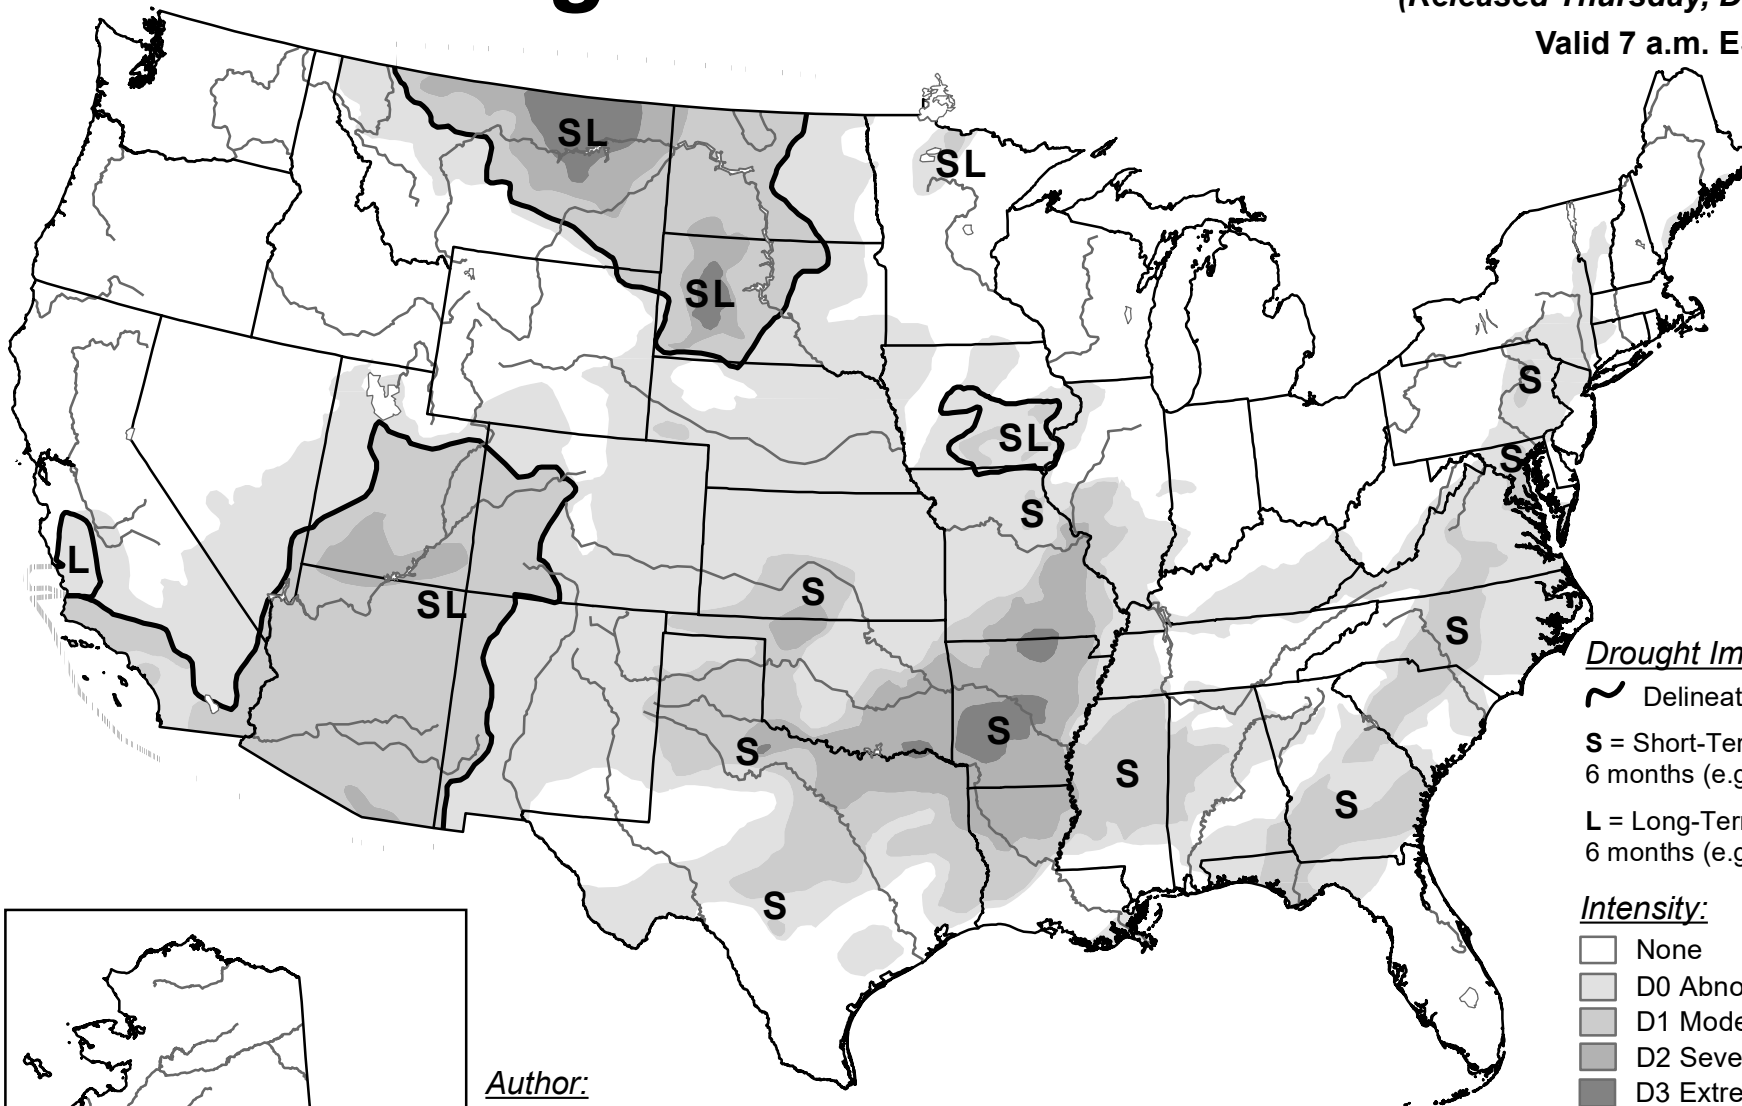 (Released Thursday, D
Valid 7 a.m. E
SL
SL
SL
S
S
SL
S
L
S
SL
S
S
S
S
S
S
Drought Im
Delineat
S = Short-Ter
6 months (e.g
L = Long-Terr
6 months (e.g
Intensity:
None
D0 Abno
D1 Mode
D2 Seve
D3 Extre
Author: